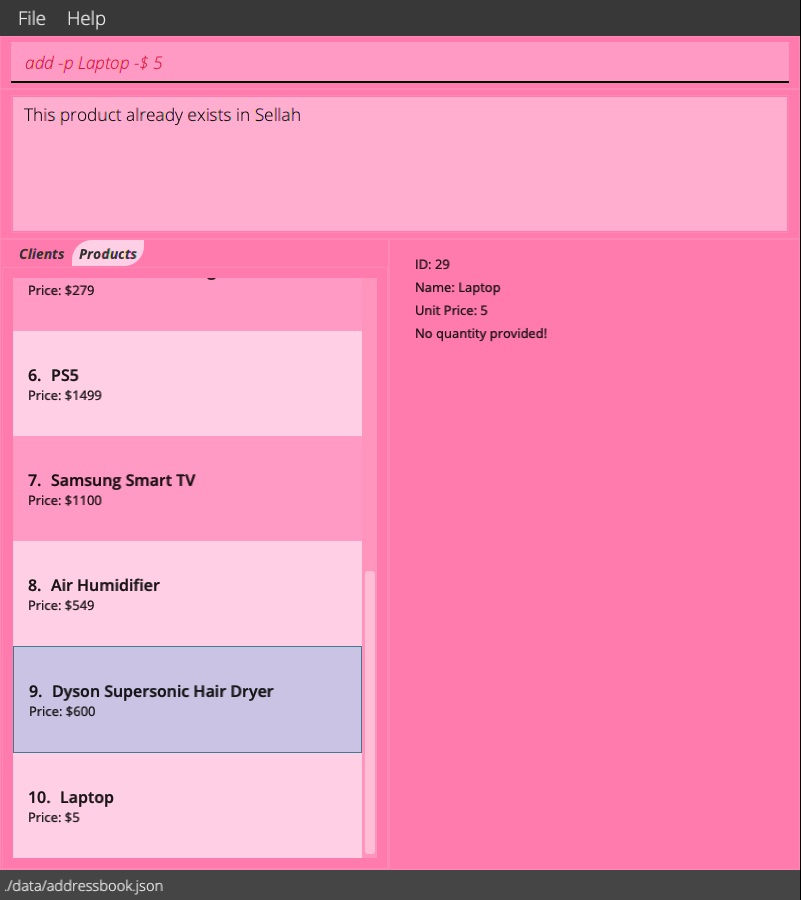 File Help
add -p Laptop -$ 5
This product already exists in Sellah
Clients Products
Price: $279
6. PS5
Price: $1499
7. Samsung Smart TV
Price: $1100
8. Air Humidifier
Price: $549
9. Dyson Supersonic Hair Dryer
Price: $600
10. Laptop
Price: $5
ID: 29
Name: Laptop
Unit Price: 5
No quantity provided!
./data/addressbook.json